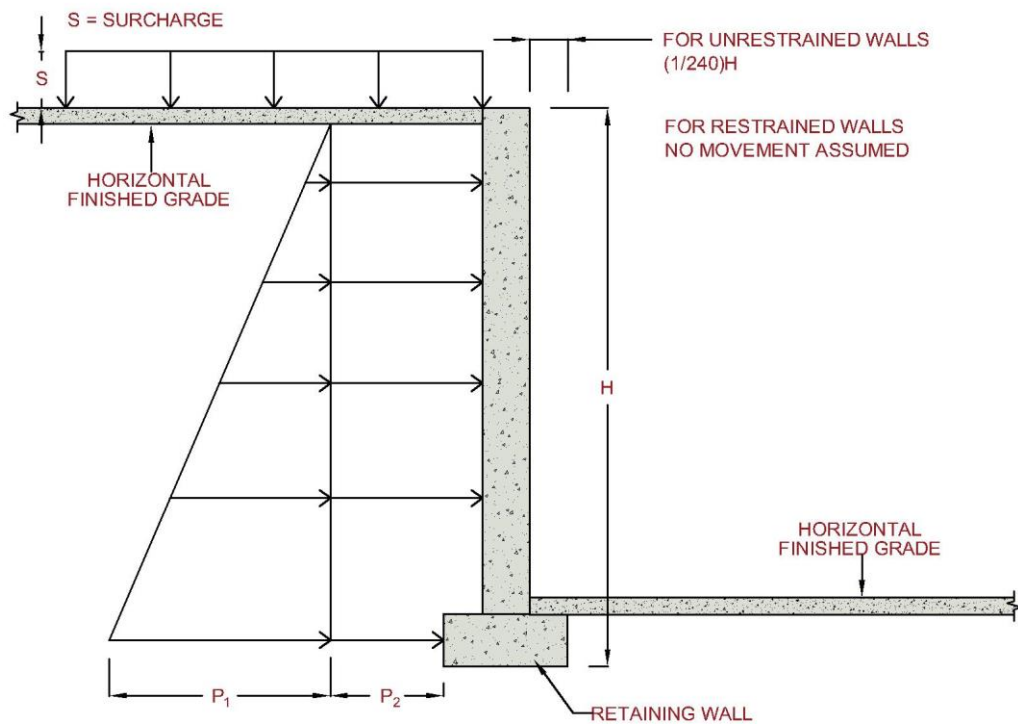 S = SURCHARGE
S
FOR UNRESTRAINED WALLS
(1/240)H
FOR RESTRAINED WALLS
NO MOVEMENT ASSUMED
HORIZONTAL
FINISHED GRADE
H
HORIZONTAL
FINISHED GRADE
P₁
P₂
RETAINING WALL